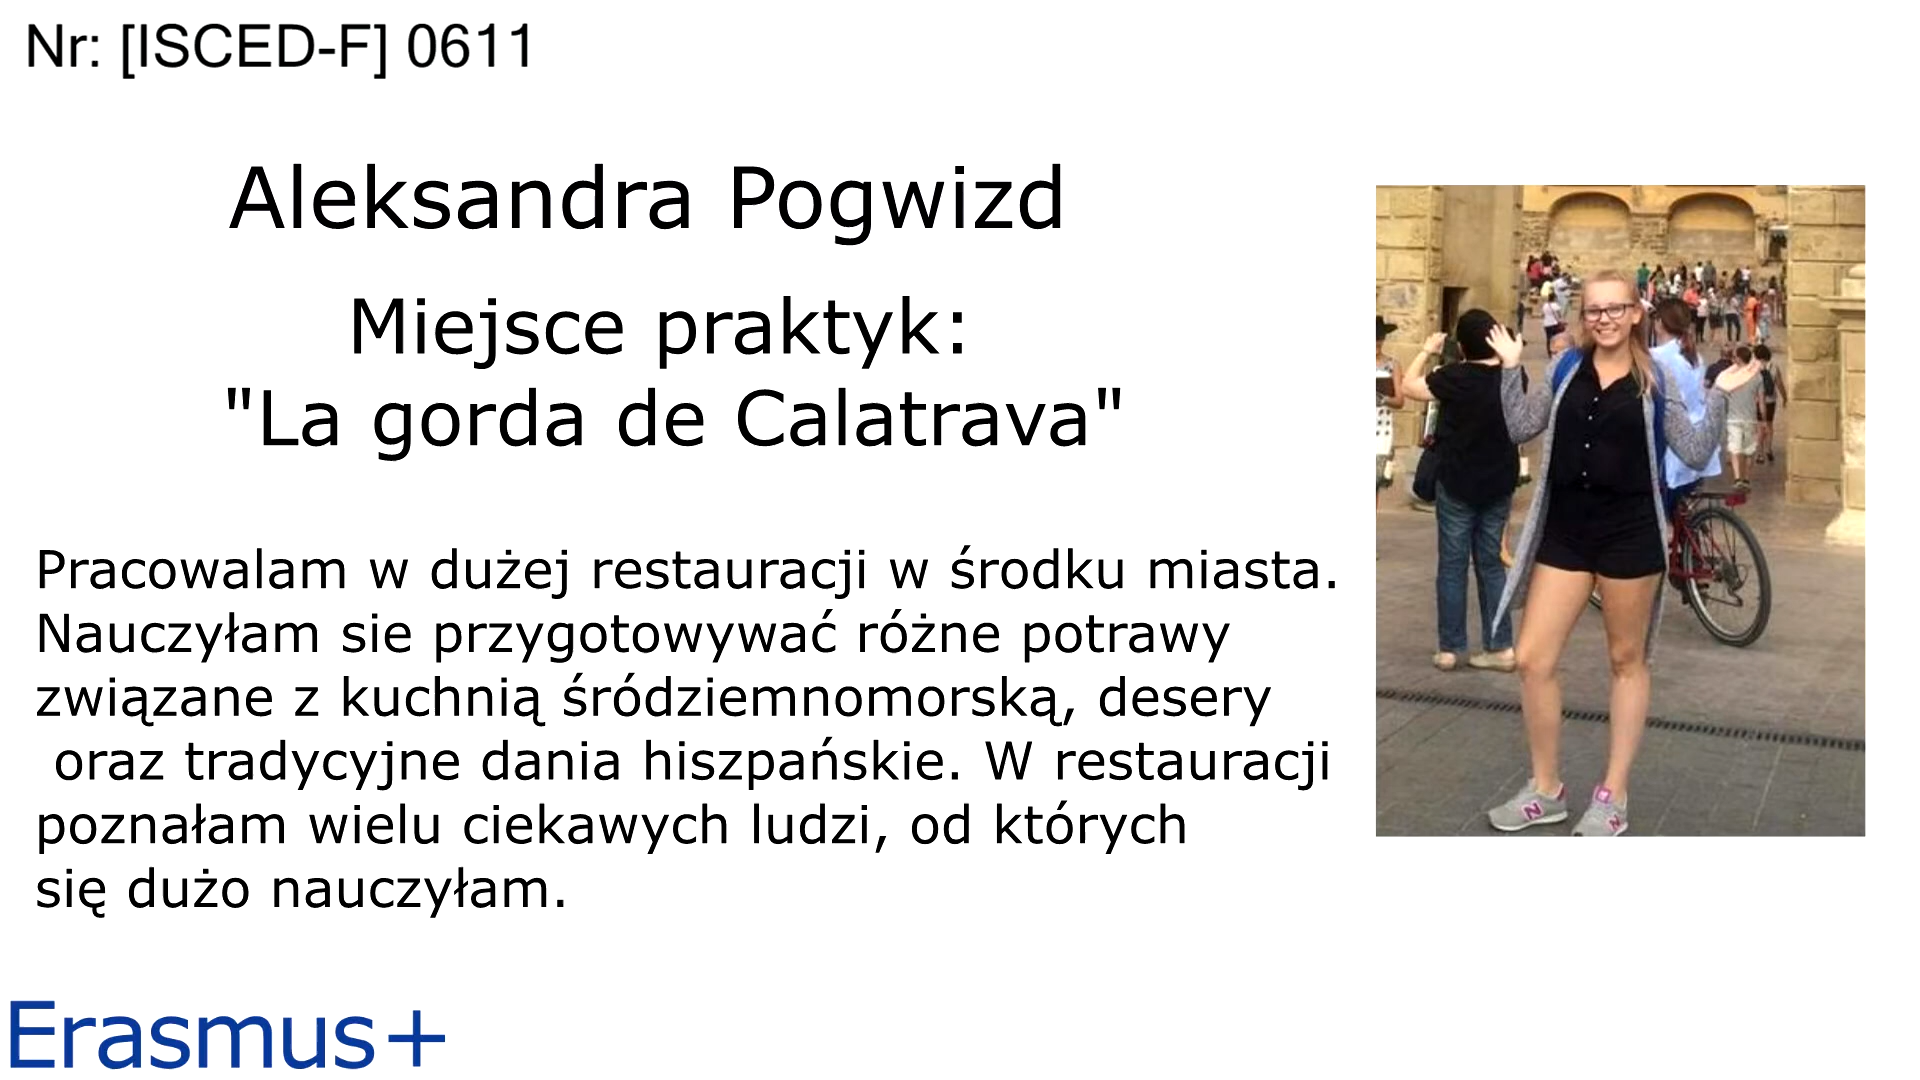 Nr: [ISCED-F] 0611
Aleksandra Pogwizd
Miejsce praktyk:
"La gorda de Calatrava"
Pracowalam w dużej restauracji w środku miasta.
Nauczyłam sie przygotowywać różne potrawy
związane z kuchnią śródziemnomorską, desery
oraz tradycyjne dania hiszpańskie. W restauracji
poznałam wielu ciekawych ludzi, od których
się dużo nauczyłam.
Erasmus+